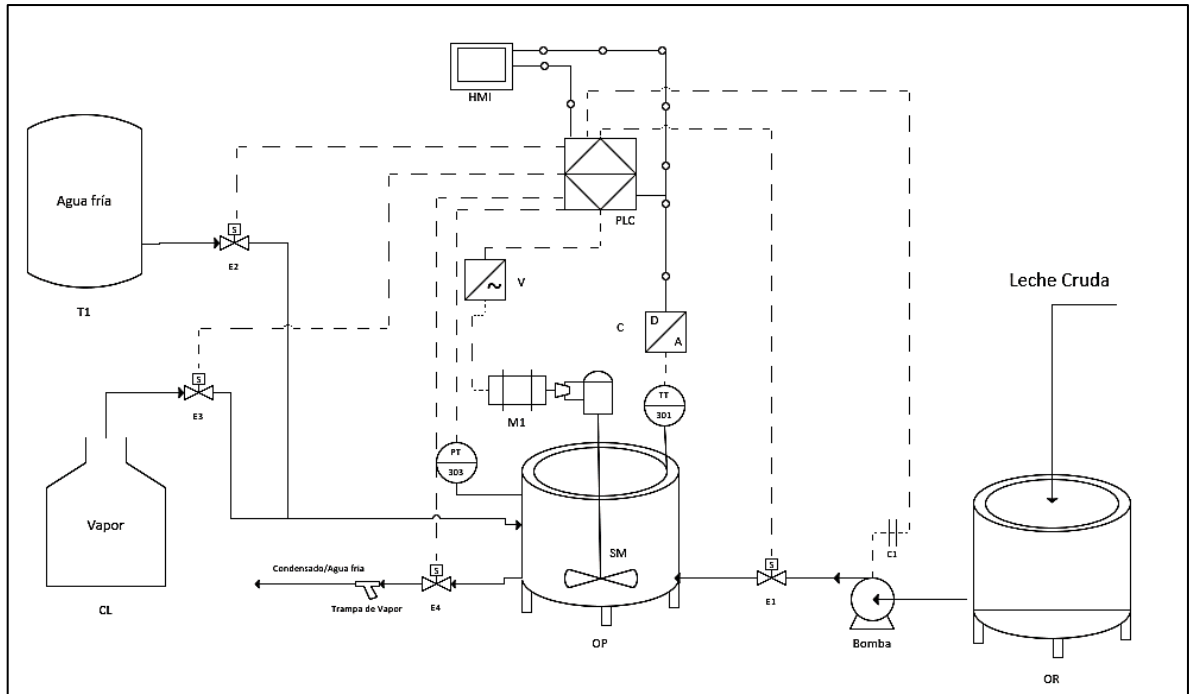 HMI
PLC
Agua fría
S
E2
T1
V
D
A
C
Leche Cruda
S
E3
M1
TT
301
PT
303
Vapor
CL
SM
C1
S
E1
Condensado/Agua fria
S
Trampa de Vapor
E4
OP
Bomba
OR